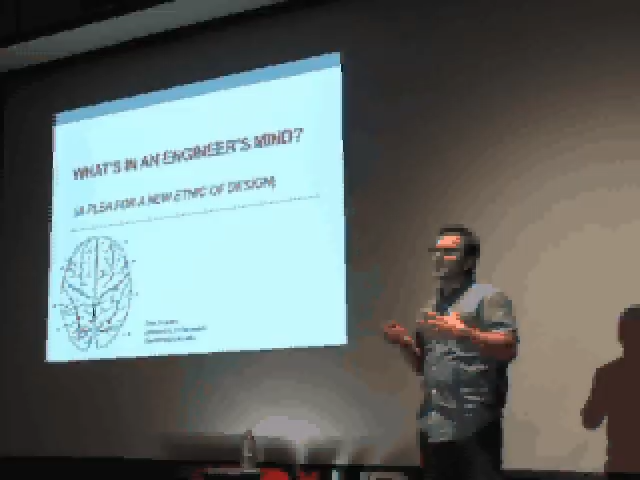 WHAT'S IN AN ENGINEER'S MIND?
(A PLEA FOR A NEW ETHIC OF DESIGN)